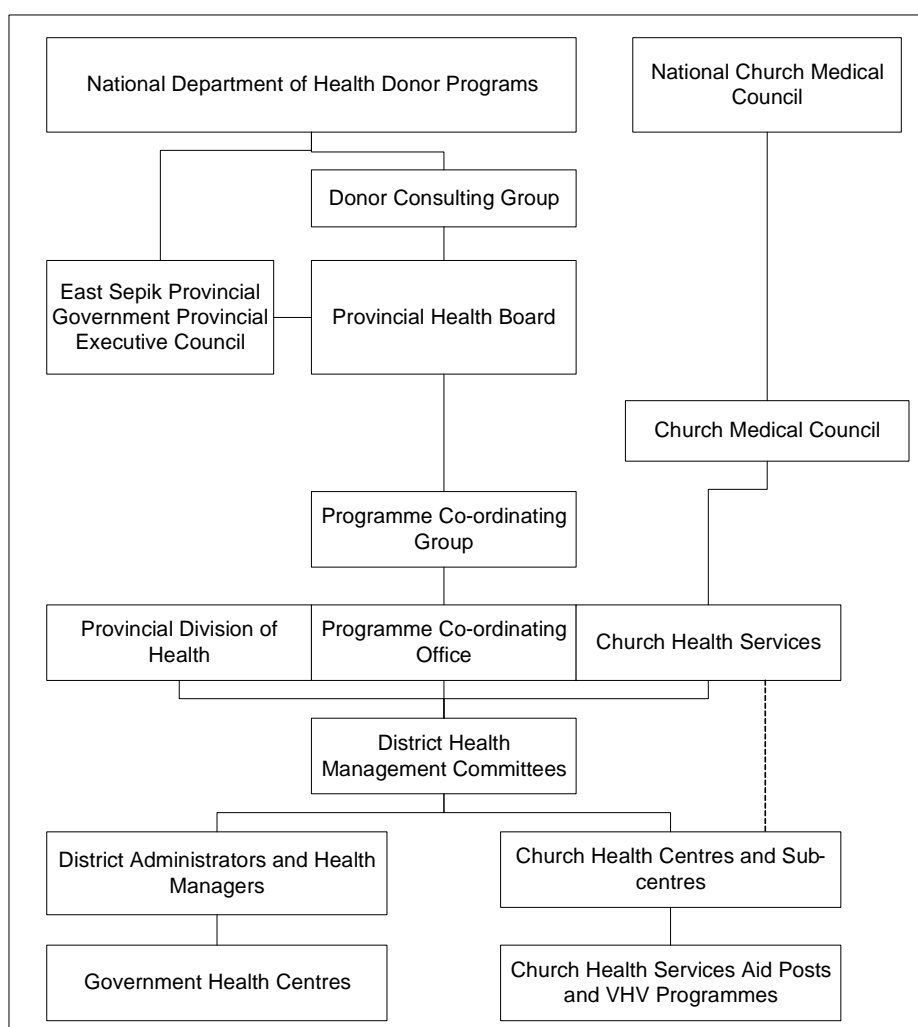 National Department of Health Donor Programs
National Church Medical
Council
Donor Consulting Group
East Sepik Provincial
Government Provincial
Executive Council
Provincial Health Board
Church Medical Council
Programme Co-ordinating
Group
Provincial Division of
Health
Programme Co-ordinating
Office
Church Health Services
District Health
Management Committees
District Administrators and Health
Managers
Church Health Centres and Sub-
centres
Government Health Centres
Church Health Services Aid Posts
and VHV Programmes